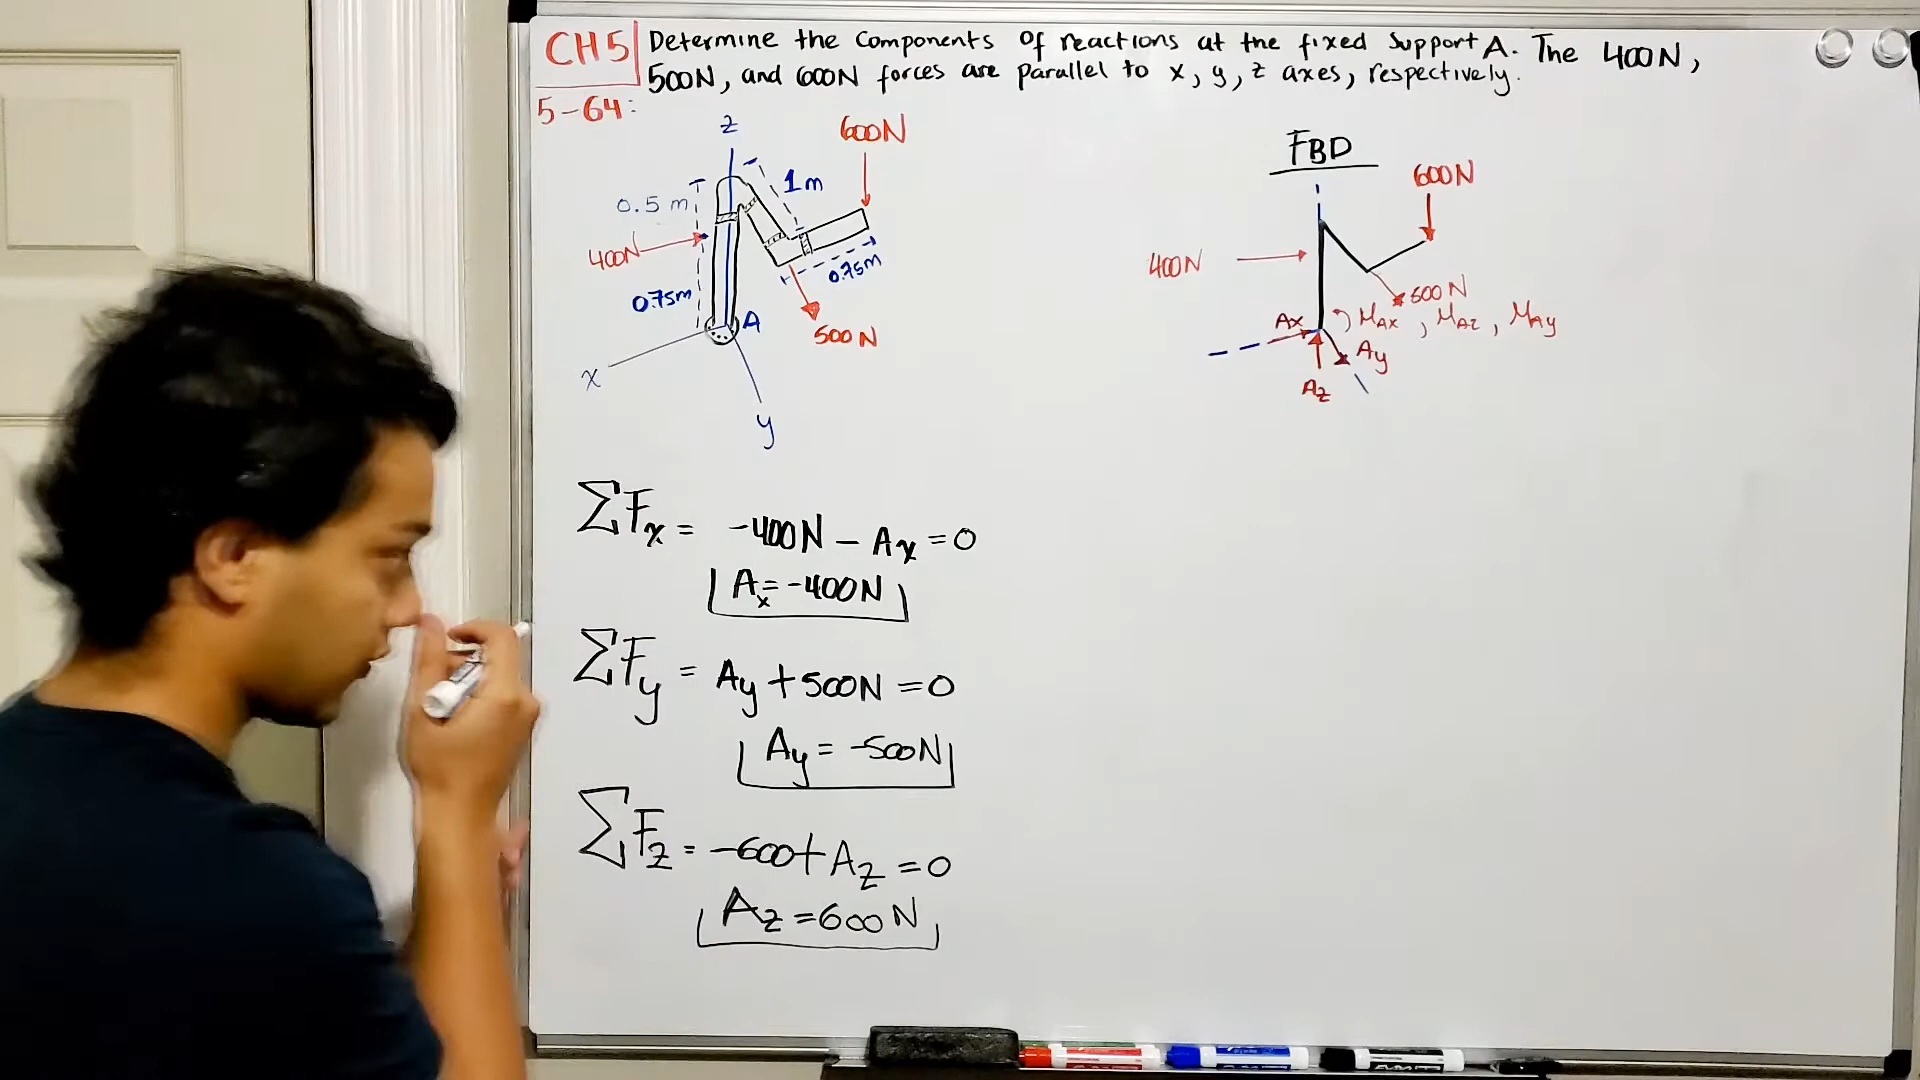 CH5 Determine the components of reactions at the fixed support A. The 400N,
500N, and 600N forces are parallel to x, y, z axes, respectively.
5-64:
z
600N
1m
0.5 m
400N
0.75m
0.75m
A
500N
x
y
FBD
600N
400N
500N
Ax
MAx , MAz , MAy
Ay
Az
ΣFx = -400N - Ax = 0
Ax = -400N
ΣFy = Ay + 500N = 0
Ay = -500N
ΣFz = -600 + Az = 0
Az = 600N